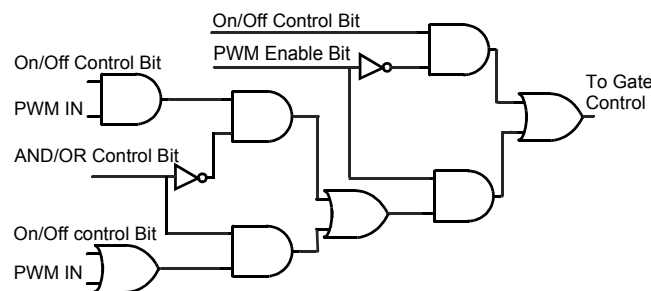 On/Off Control Bit
PWM Enable Bit
On/Off Control Bit
PWM IN
To Gate
Control
AND/OR Control Bit
On/Off control Bit
PWM IN